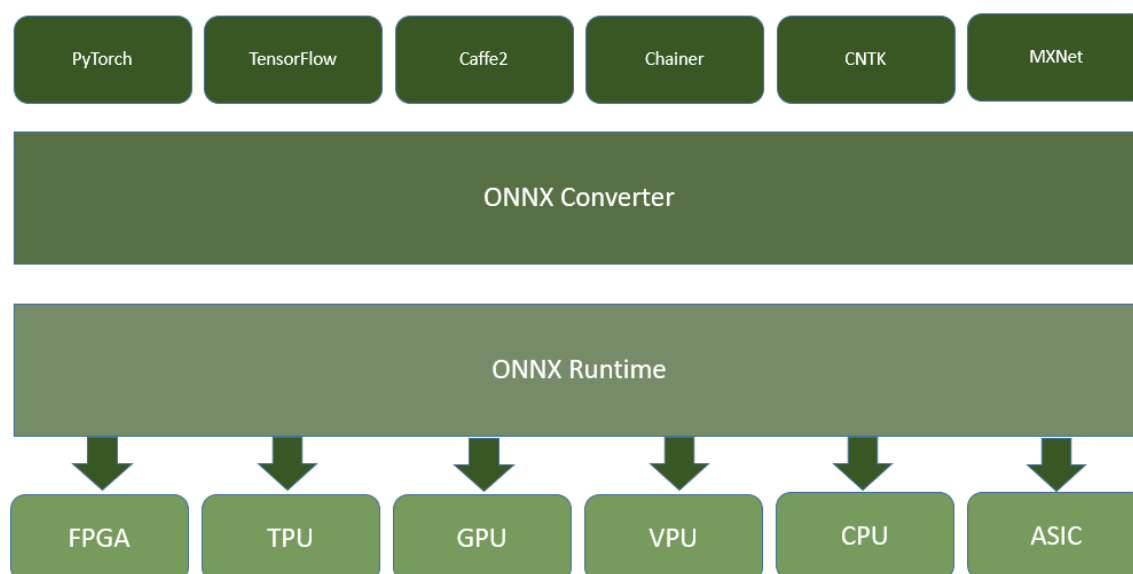 PyTorch
TensorFlow
Caffe2
Chainer
CNTK
MXNet
ONNX Converter
ONNX Runtime
FPGA
TPU
GPU
VPU
CPU
ASIC